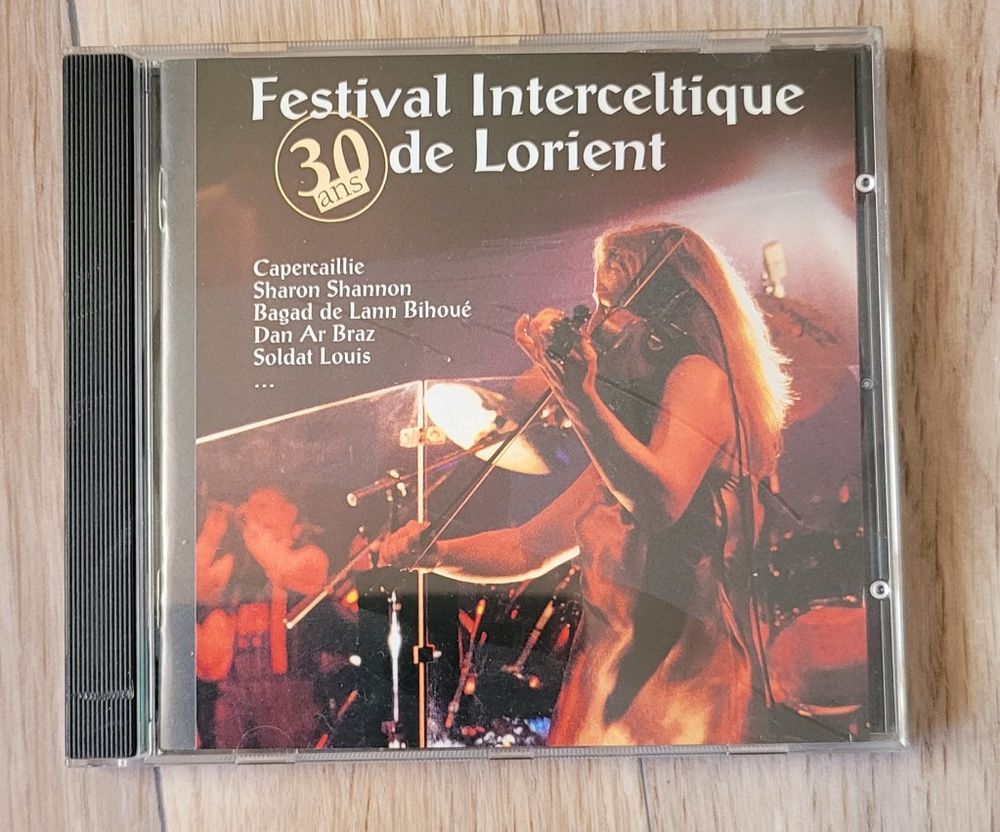 Festival Interceltique
30 de Lorient
ans
Capercaillie
Sharon Shannon
Bagad de Lann Bihoué
Dan Ar Braz
Soldat Louis
...